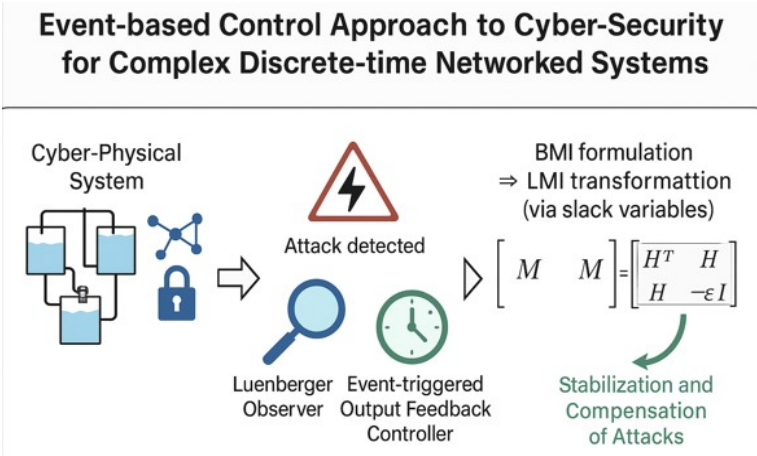 Event-based Control Approach to Cyber-Security
for Complex Discrete-time Networked Systems
Cyber-Physical
System
Attack detected
Luenberger
Observer
Event-triggered
Output Feedback
Controller
BMI formulation
⇒ LMI transformattion
(via slack variables)
[ M M ] = [ Hᵀ H
H −εI ]
Stabilization and
Compensation
of Attacks